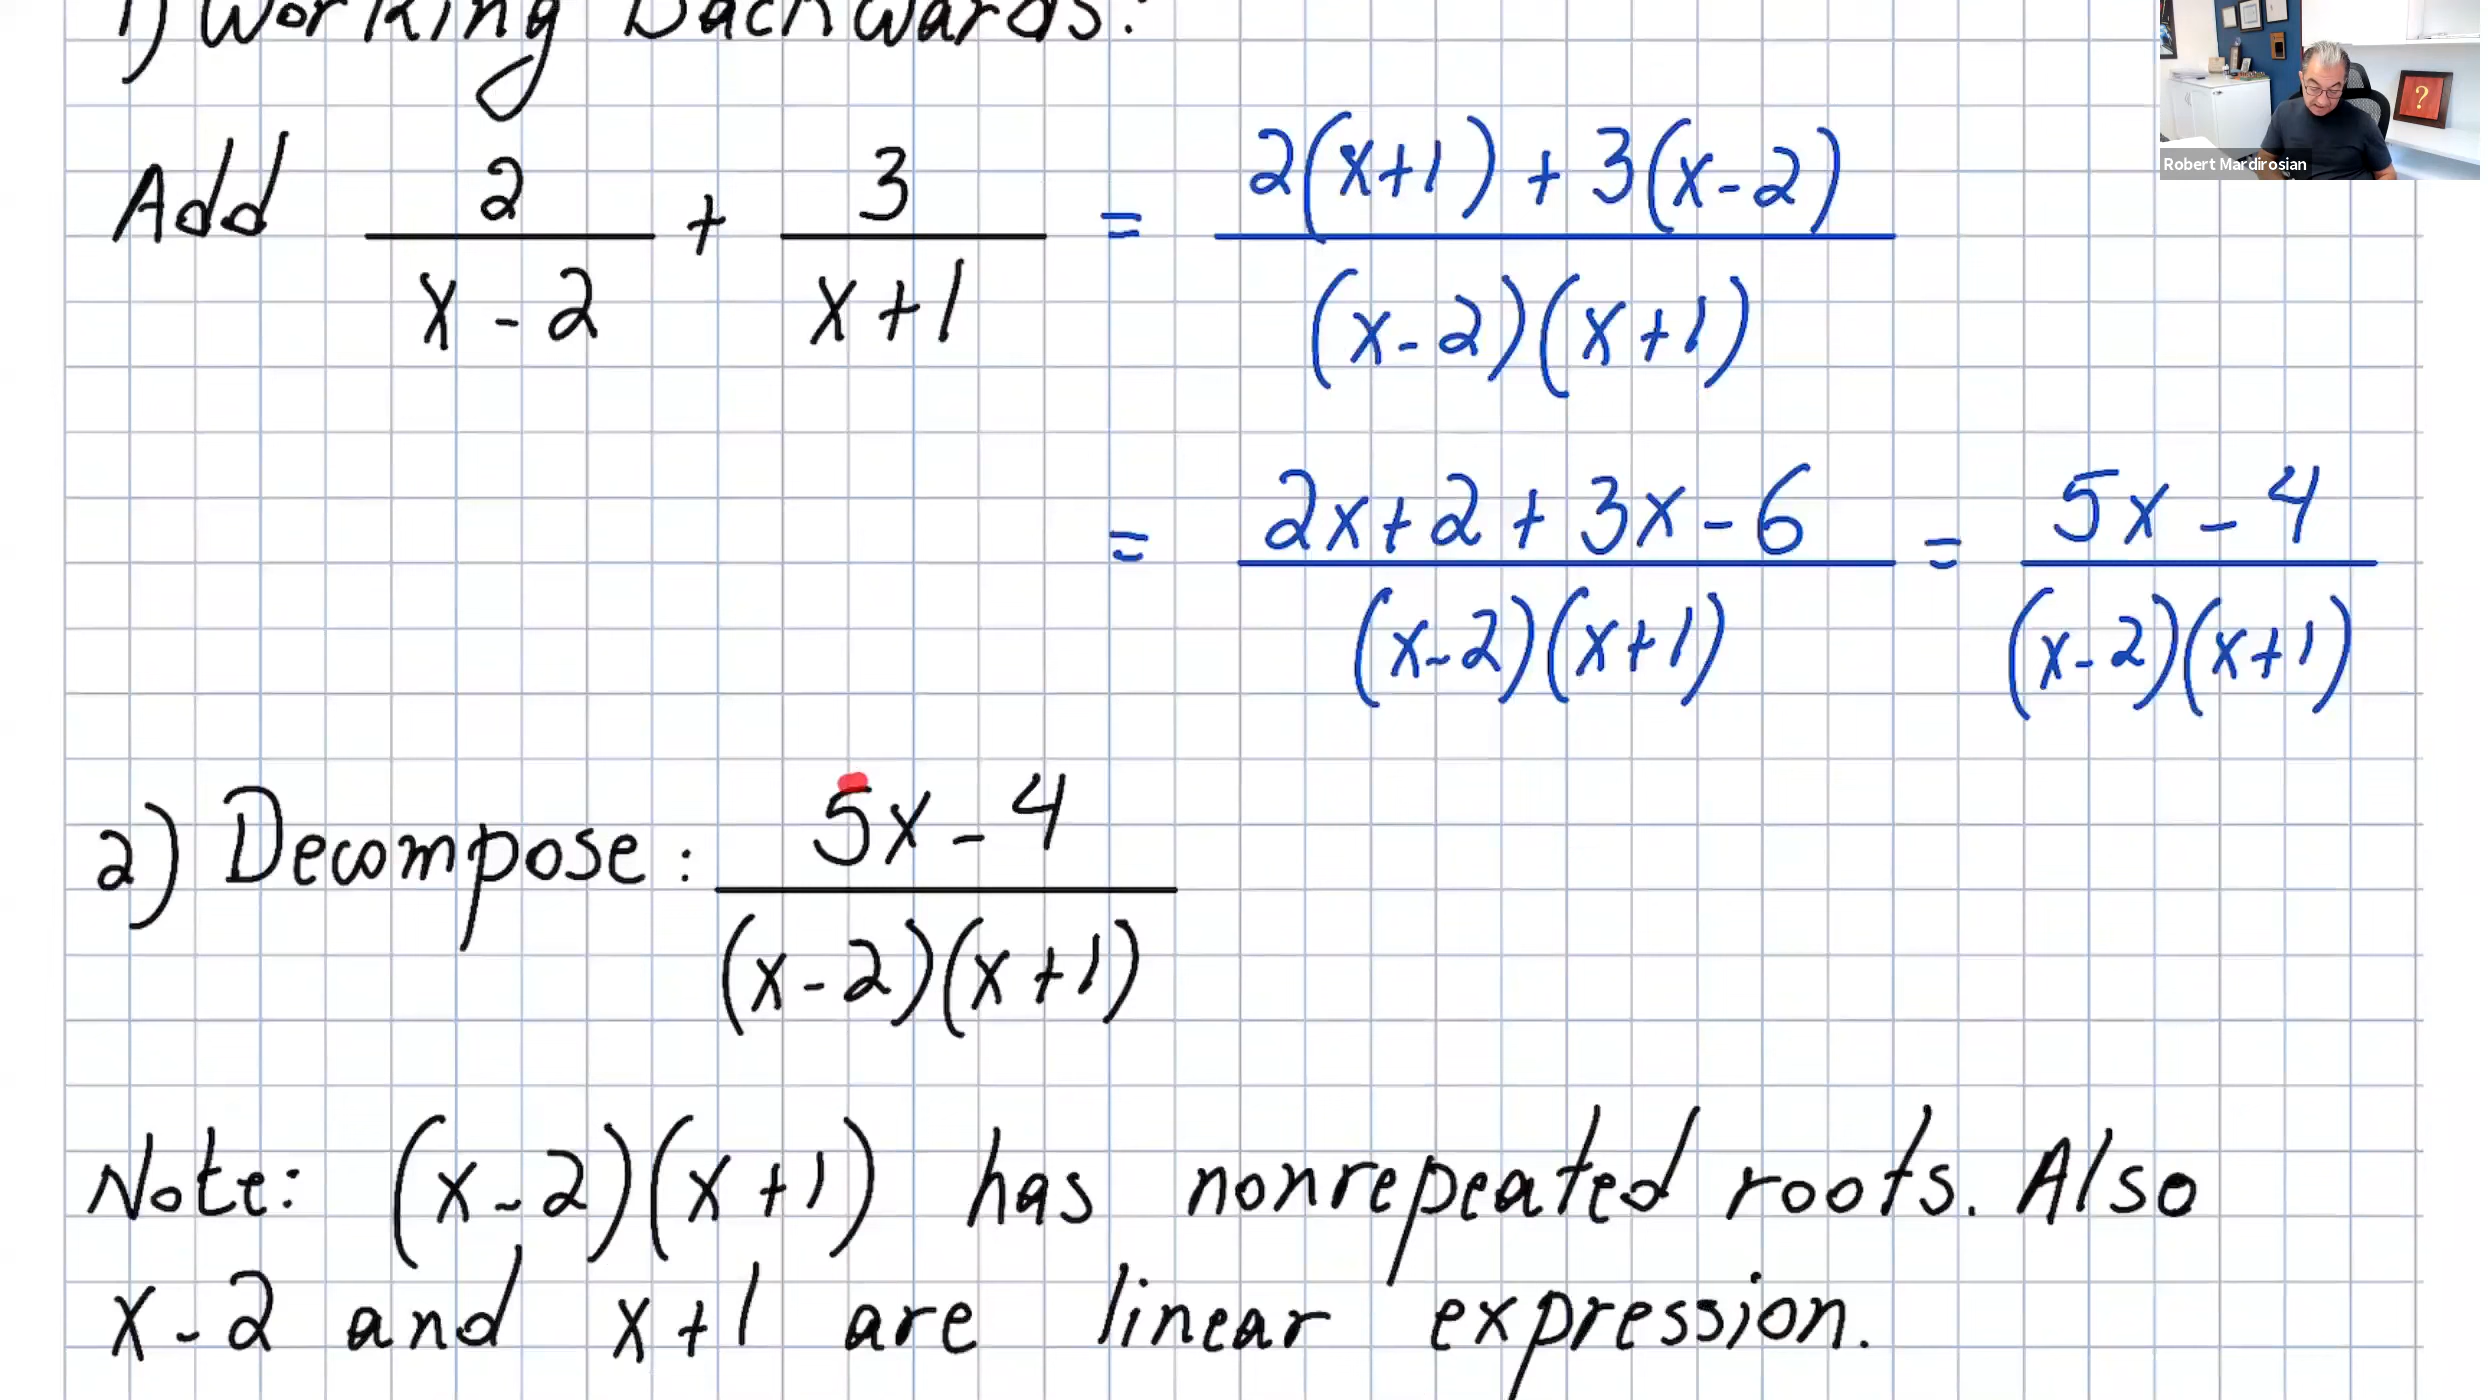 1) Working Backwards:
Add 2/(x-2) + 3/(x+1) = (2(x+1) + 3(x-2))/((x-2)(x+1))
= (2x+2+3x-6)/((x-2)(x+1)) = (5x-4)/((x-2)(x+1))
2) Decompose: (5x-4)/((x-2)(x+1))
Note: (x-2)(x+1) has nonrepeated roots. Also
x-2 and x+1 are linear expression.
?
Robert Mardirosian